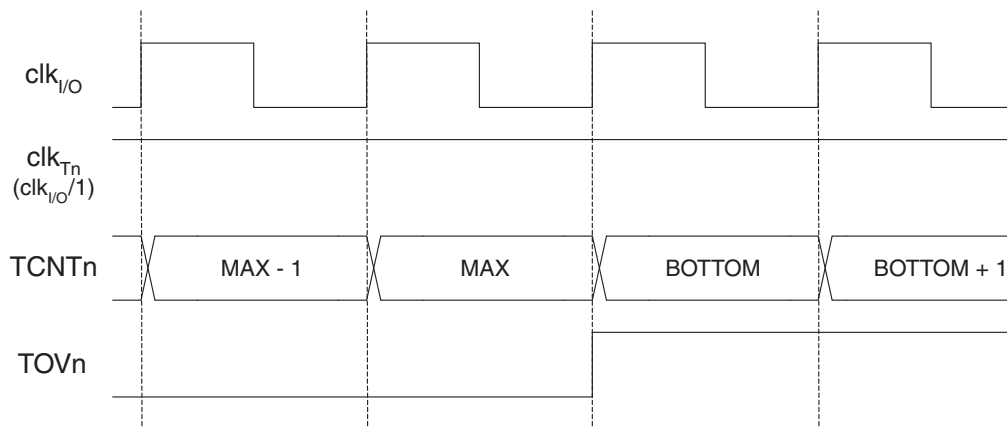 clkI/O
clkTn
(clkI/O/1)
TCNTn MAX - 1 MAX BOTTOM BOTTOM + 1
TOVn